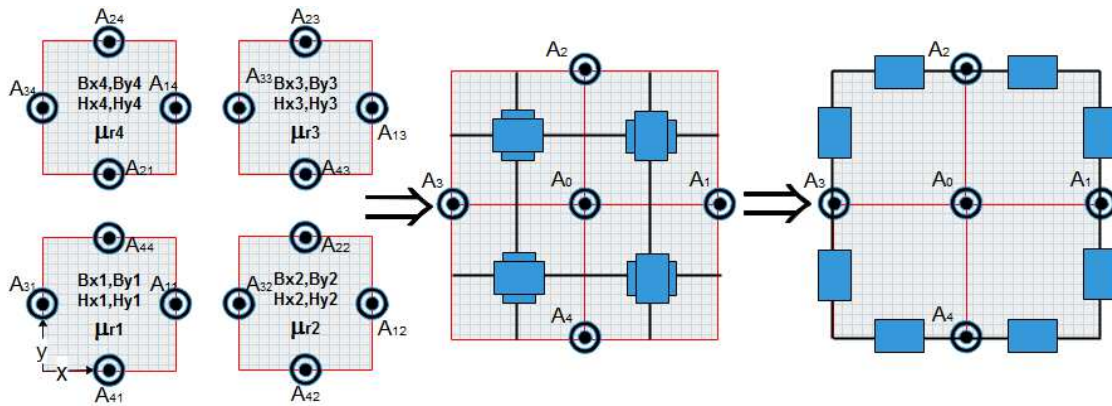 A24
A23
A34
Bx4,By4
A14
Hx4,Hy4
μr4
A33
Bx3,By3
Hx3,Hy3
μr3
A13
A21
A43
A44
A22
A31
Bx1,By1
A11
Hx1,Hy1
μr1
A32
Bx2,By2
Hx2,Hy2
μr2
A12
y
x
A41
A42
A2
A3
A0
A1
A4
A2
A3
A0
A1
A4